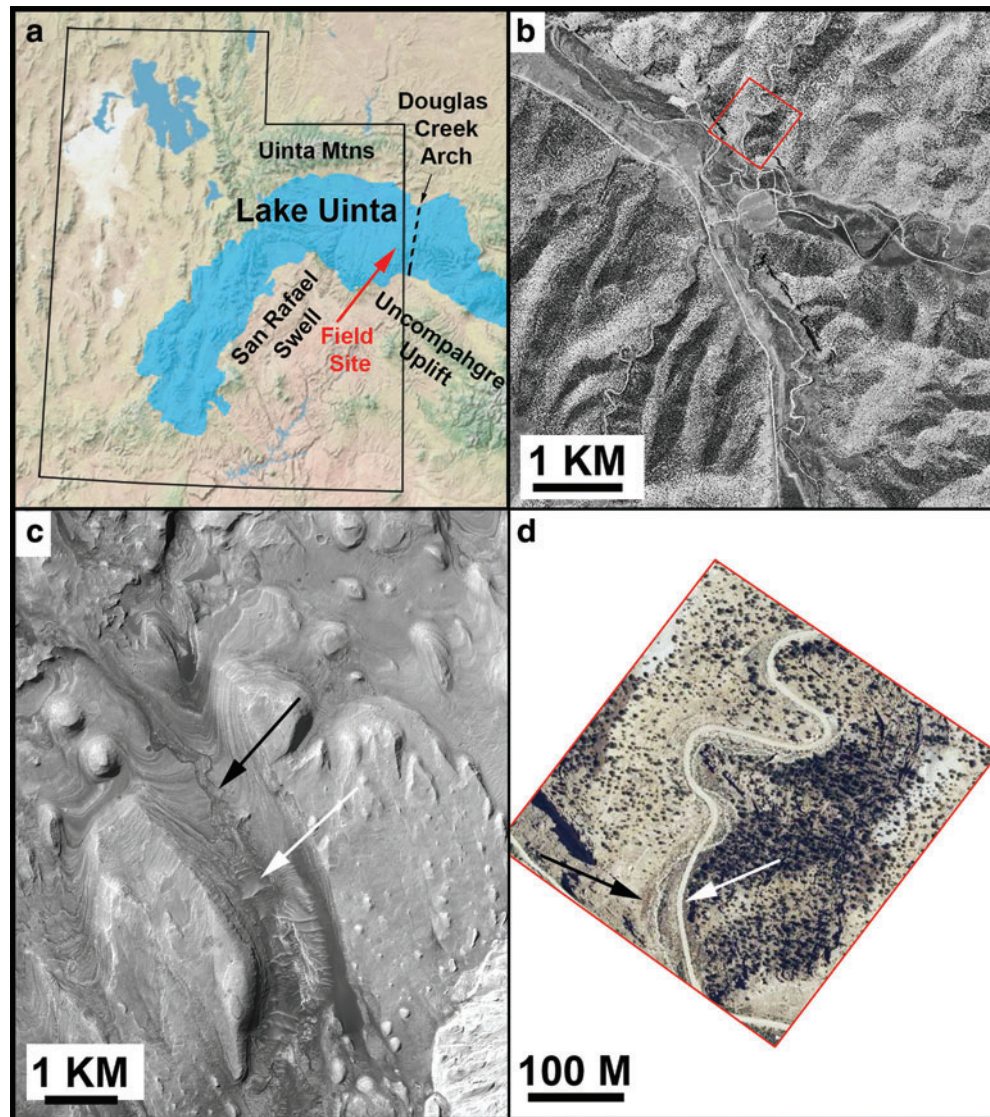 a
Douglas
Creek
Arch
Uinta Mtns
Lake Uinta
San Rafael
Swell
Field
Site
Uncompahgre
Uplift
b
1 KM
c
1 KM
d
100 M